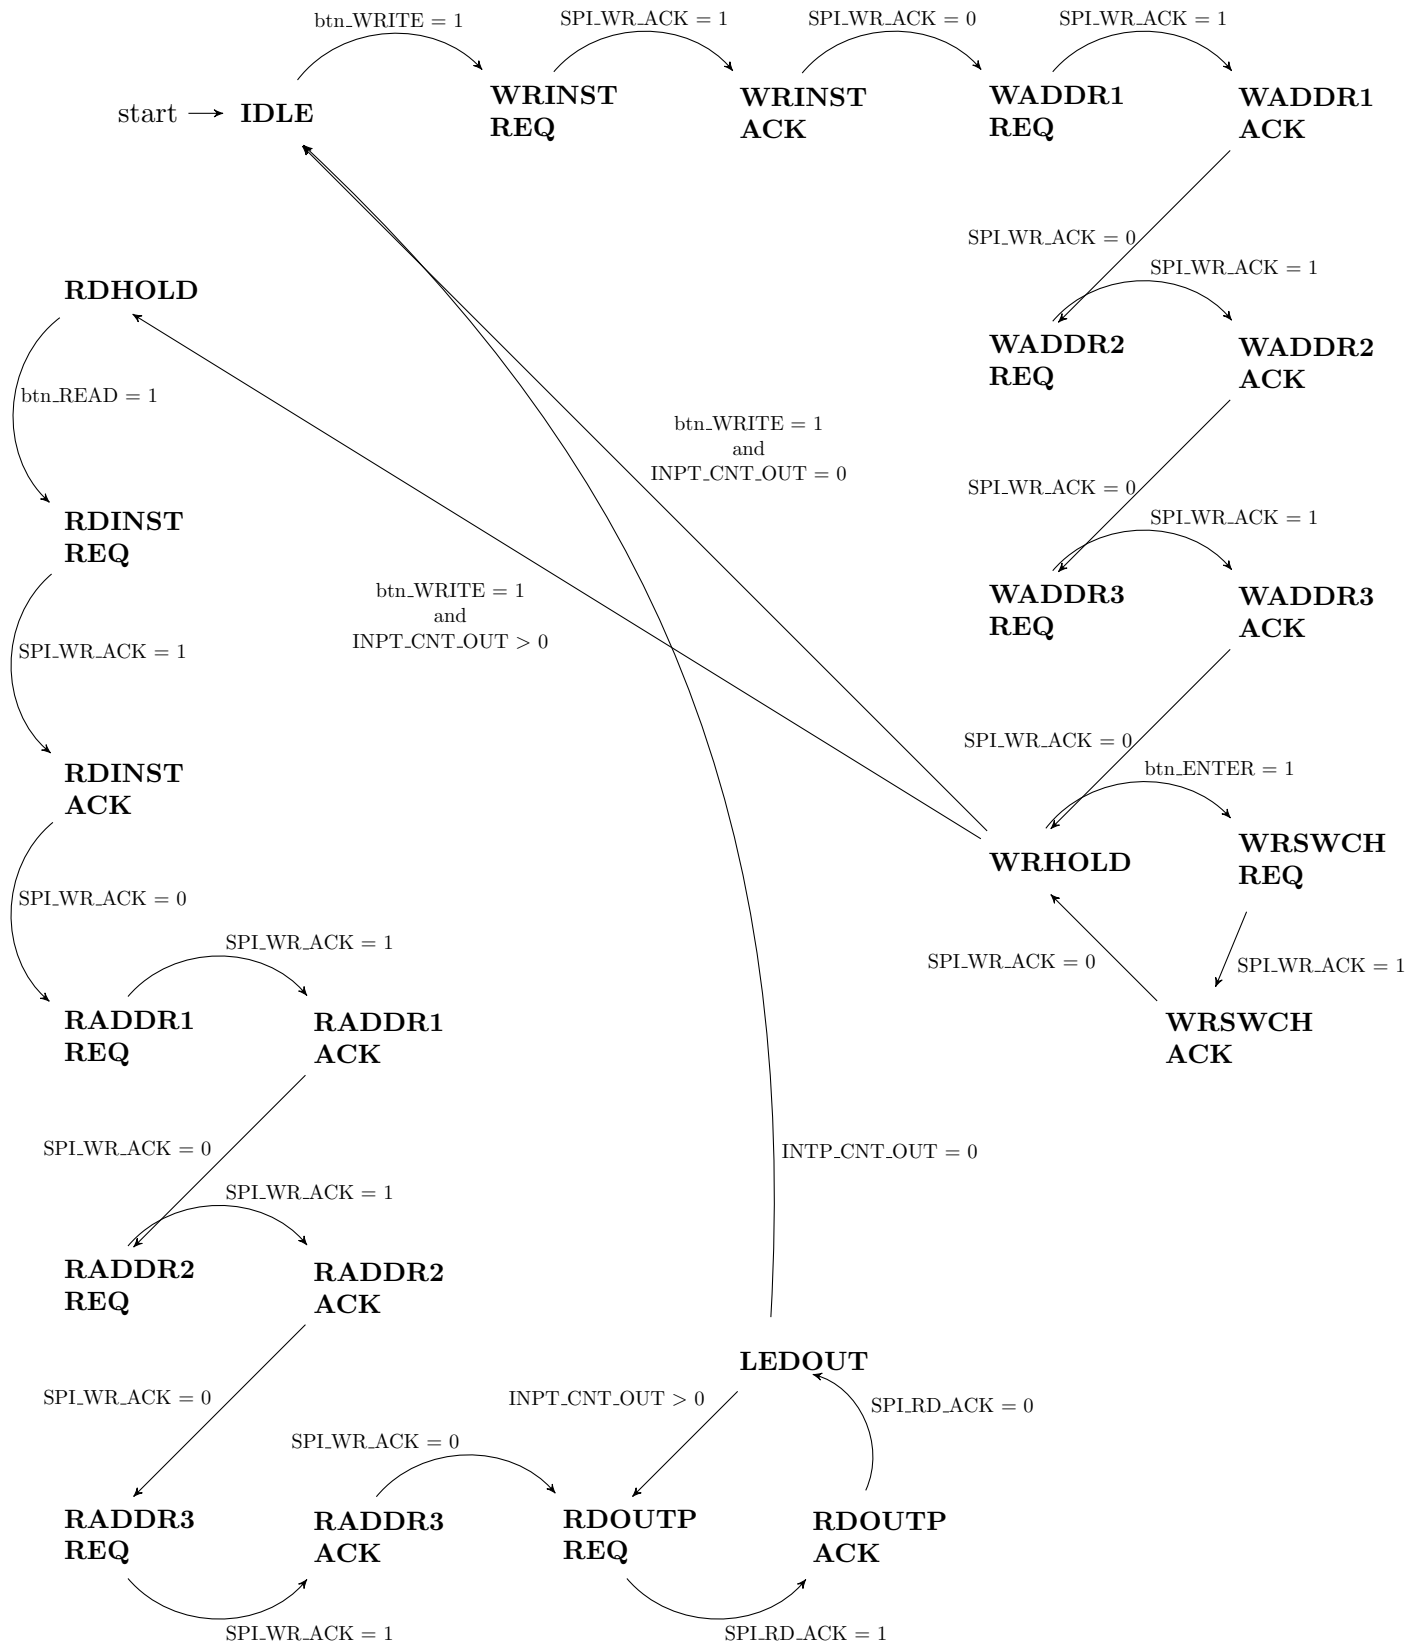 btn_WRITE = 1
SPI_WR_ACK = 1
SPI_WR_ACK = 0
SPI_WR_ACK = 1
start
IDLE
WRINST
REQ
WRINST
ACK
WADDR1
REQ
WADDR1
ACK
SPI_WR_ACK = 0
SPI_WR_ACK = 1
RDHOLD
WADDR2
REQ
WADDR2
ACK
btn_READ = 1
btn_WRITE = 1
and
INPT_CNT_OUT = 0
SPI_WR_ACK = 0
SPI_WR_ACK = 1
RDINST
REQ
btn_WRITE = 1
and
INPT_CNT_OUT > 0
WADDR3
REQ
WADDR3
ACK
SPI_WR_ACK = 1
SPI_WR_ACK = 0
btn_ENTER = 1
RDINST
ACK
WRHOLD
WRSWCH
REQ
SPI_WR_ACK = 0
SPI_WR_ACK = 1
SPI_WR_ACK = 0
SPI_WR_ACK = 1
RADDR1
REQ
RADDR1
ACK
WRSWCH
ACK
SPI_WR_ACK = 0
INTP_CNT_OUT = 0
SPI_WR_ACK = 1
RADDR2
REQ
RADDR2
ACK
LEDOUT
SPI_WR_ACK = 0
INPT_CNT_OUT > 0
SPI_RD_ACK = 0
SPI_WR_ACK = 0
RADDR3
REQ
RADDR3
ACK
RDOUTP
REQ
RDOUTP
ACK
SPI_WR_ACK = 1
SPI_RD_ACK = 1